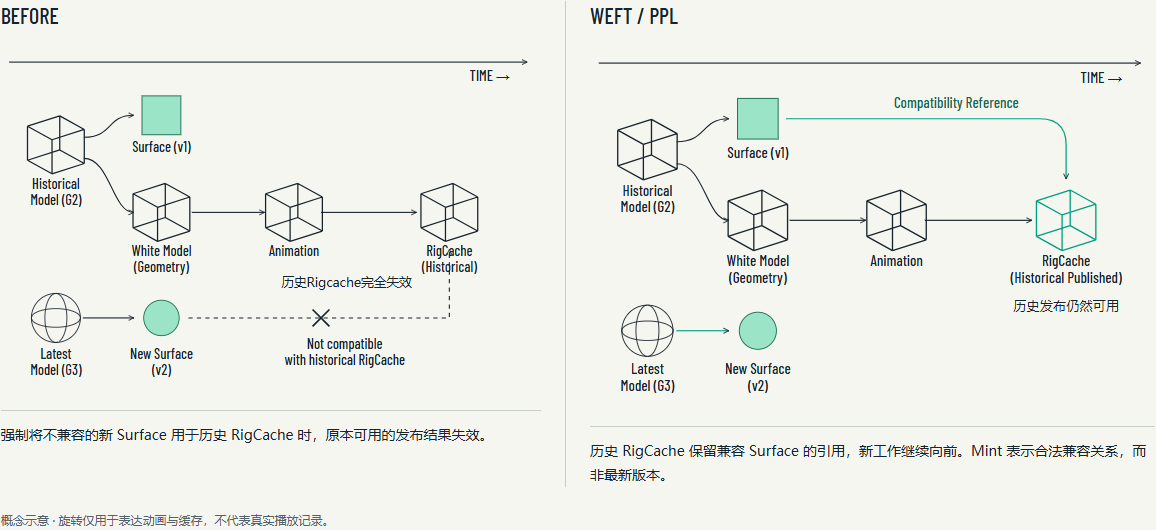 BEFORE
TIME →
Surface (v1)
Historical
Model (G2)
White Model
(Geometry)
Animation
RigCache
(Historical)
历史Rigcache完全失效
Latest
Model (G3)
New Surface
(v2)
Not compatible
with historical RigCache
强制将不兼容的新 Surface 用于历史 RigCache 时，原本可用的发布结果失效。
WEFT / PPL
TIME →
Compatibility Reference
Surface (v1)
Historical
Model (G2)
White Model
(Geometry)
Animation
RigCache
(Historical Published)
历史发布仍然可用
Latest
Model (G3)
New Surface
(v2)
历史 RigCache 保留兼容 Surface 的引用，新工作继续向前。Mint 表示合法兼容关系，而
非最新版本。
概念示意 · 旋转仅用于表达动画与缓存，不代表真实播放记录。